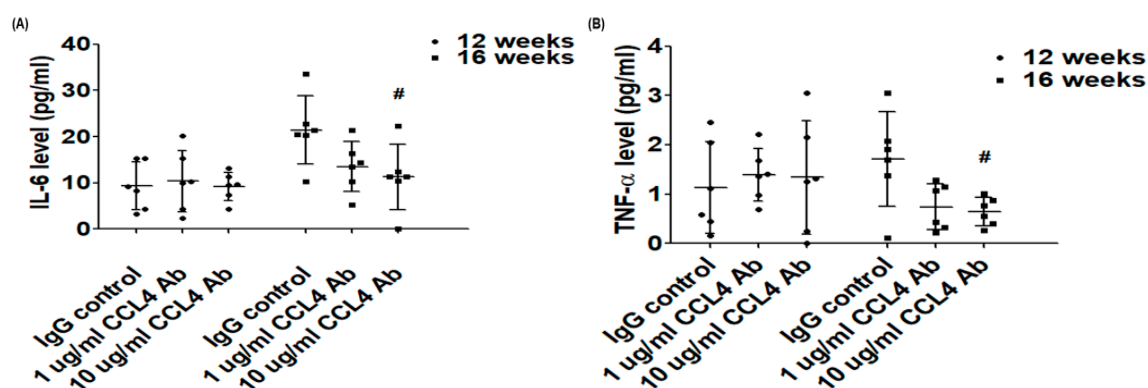 (A)
IL-6 level (pg/ml)
40
30
20
10
0
12 weeks
16 weeks
#
IgG control
1 ug/ml CCL4 Ab
10 ug/ml CCL4 Ab
IgG control
1 ug/ml CCL4 Ab
10 ug/ml CCL4 Ab
(B)
TNF-α level (pg/ml)
4
3
2
1
0
12 weeks
16 weeks
#
IgG control
1 ug/ml CCL4 Ab
10 ug/ml CCL4 Ab
IgG control
1 ug/ml CCL4 Ab
10 ug/ml CCL4 Ab